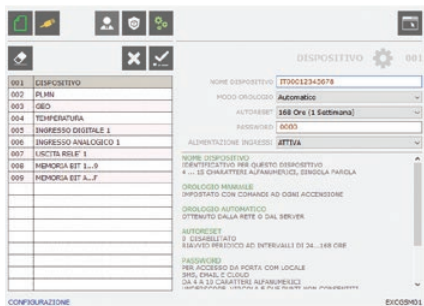 DISPOSITIVO 001
001 DISPOSITIVO
002 PLMN
003 GEO
004 TEMPERATURA
005 INGRESSO DIGITALE 1
006 INGRESSO ANALOGICO 1
007 USCITA RELE' 1
008 MEMORIA BIT 1...0
009 MEMORIA BIT A...F
NOME DISPOSITIVO IT00012345678
MODO OROLOGIO Automatico
AUTORESET 168 Ore (1 Settimana)
PASSWORD 0000
ALIMENTAZIONE INGRESSI ATTIVA
NOME DISPOSITIVO
IDENTIFICATIVO PER QUESTO DISPOSITIVO
4 ... 15 CHARATTERI ALFANUMERICI, SINGOLA PAROLA
OROLOGIO MANUALE
IMPOSTATO CON COMANDI AD OGNI ACCENSIONE
OROLOGIO AUTOMATICO
OTTENUTO DALLA RETE O DAL SERVER
AUTORESET
0 DISABILITATO
RIAVVIO PERIODICO AD INTERVALLI DI 24...168 ORE
PASSWORD
PER ACCESSO DA PORTA COM LOCALE
SMS, EMAIL E CLOUD
DA 4 A 10 CARATTERI ALFANUMERICI
CONFIGURAZIONE
EXCGSM01